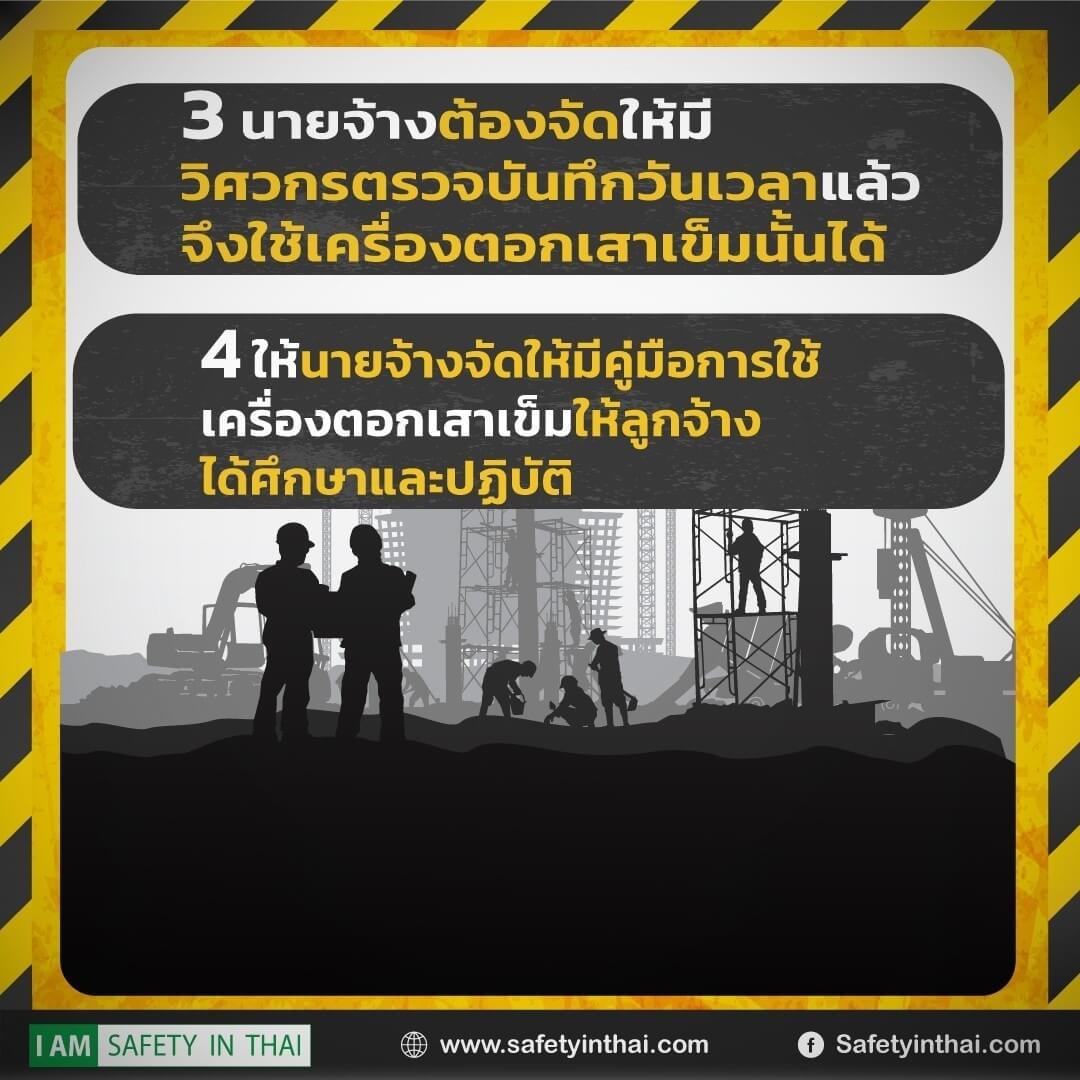 3 นายจ้างต้องจัดให้มี
วิศวกรตรวจบันทึกวันเวลาแล้ว
จึงใช้เครื่องตอกเสาเข็มนั้นได้
4 ให้นายจ้างจัดให้มีคู่มือการใช้
เครื่องตอกเสาเข็มให้ลูกจ้าง
ได้ศึกษาและปฏิบัติ
I AM SAFETY IN THAI
www.safetyinthai.com
Safetyinthai.com